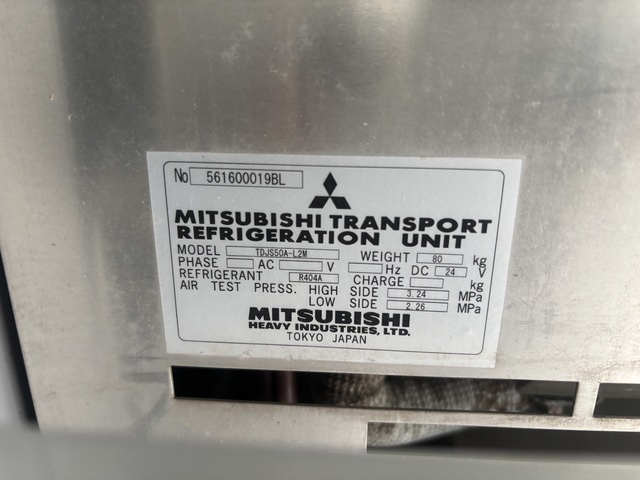 No 561600019BL
MITSUBISHI TRANSPORT
REFRIGERATION UNIT
MODEL TDJS50A-L2M WEIGHT 80 kg
PHASE AC V Hz DC 24 V
REFRIGERANT R404A CHARGE kg
AIR TEST PRESS. HIGH SIDE 3.24 MPa
LOW SIDE 2.26 MPa
MITSUBISHI
HEAVY INDUSTRIES, LTD.
TOKYO JAPAN